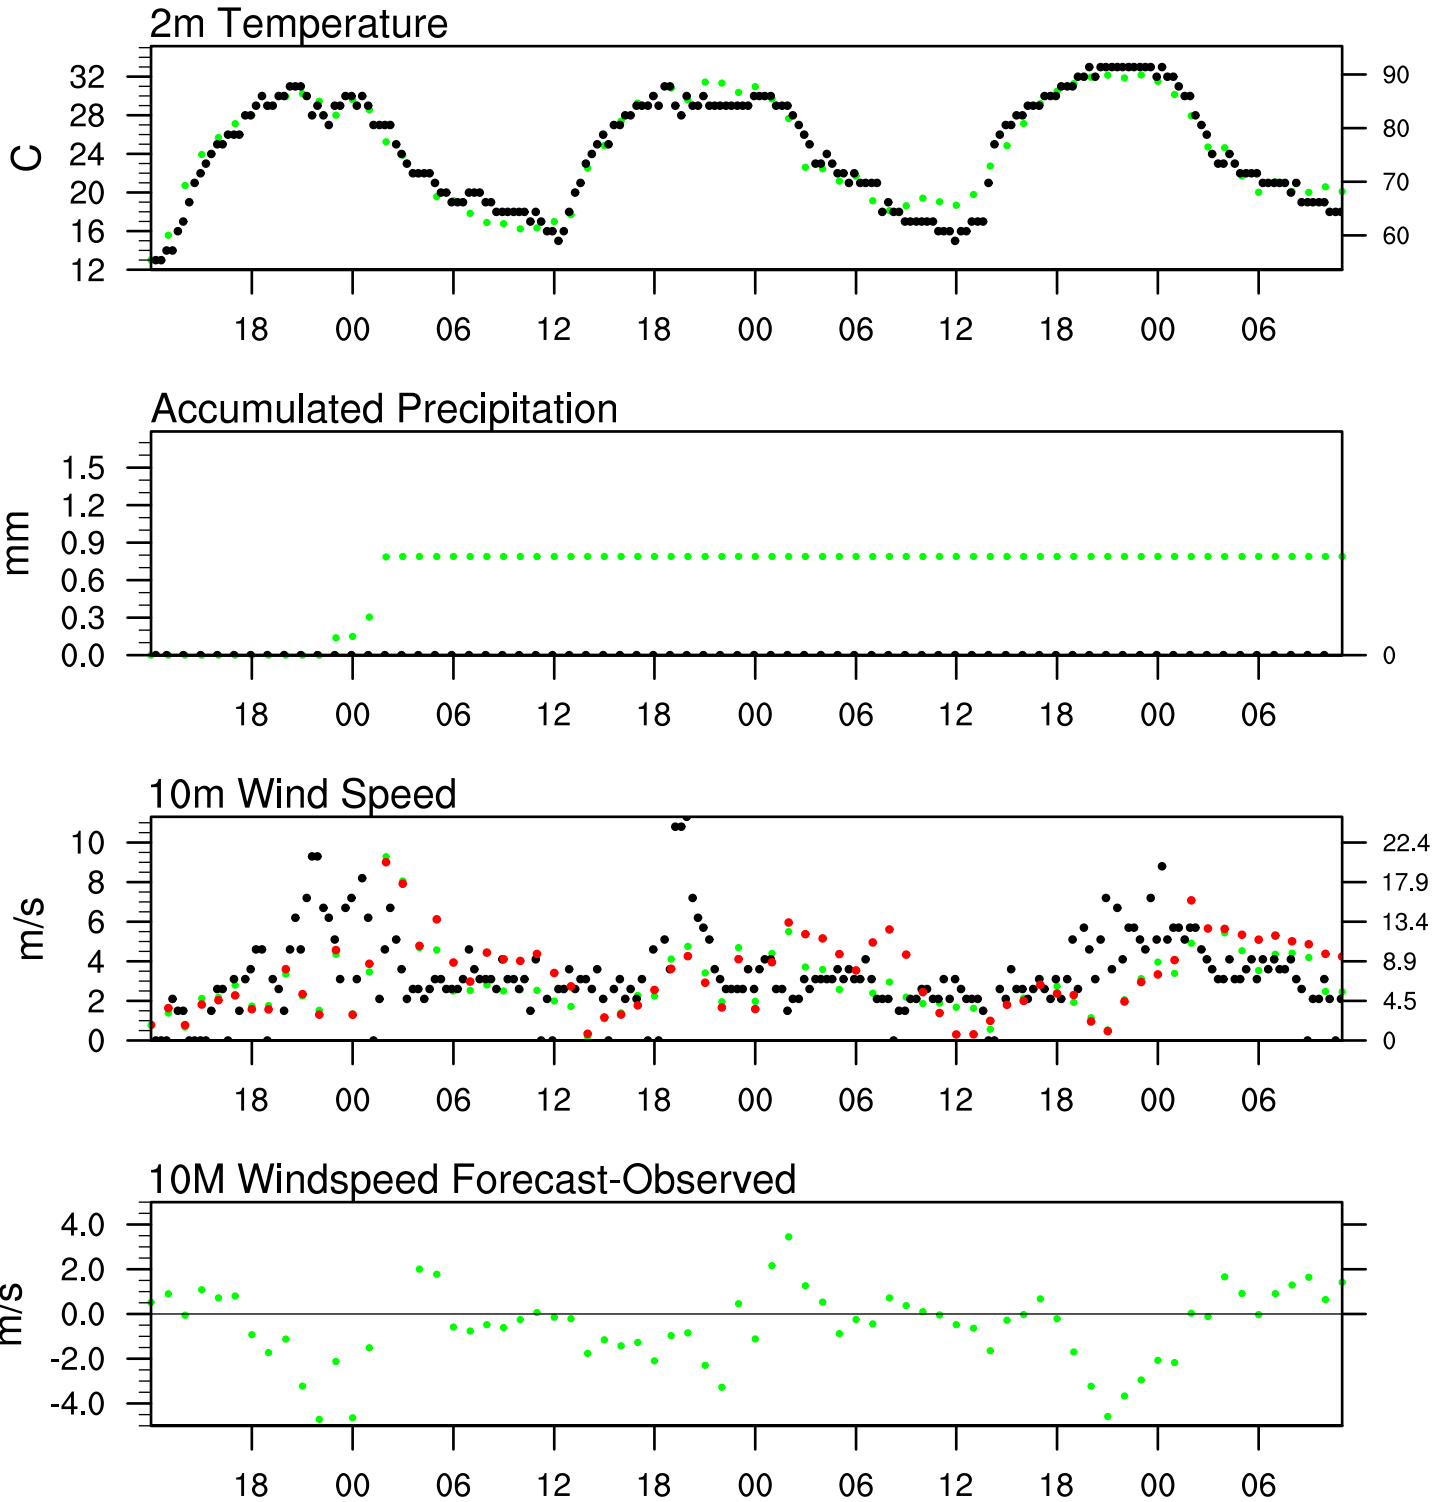 2m Temperature
32
28
24
20
16
12
C
90
80
70
60
18 00 06 12 18 00 06 12 18 00 06
Accumulated Precipitation
1.5
1.2
0.9
0.6
0.3
0.0
mm
0
18 00 06 12 18 00 06 12 18 00 06
10m Wind Speed
10
8
6
4
2
0
m/s
22.4
17.9
13.4
8.9
4.5
0
18 00 06 12 18 00 06 12 18 00 06
10M Windspeed Forecast-Observed
4.0
2.0
0.0
-2.0
-4.0
m/s
18 00 06 12 18 00 06 12 18 00 06